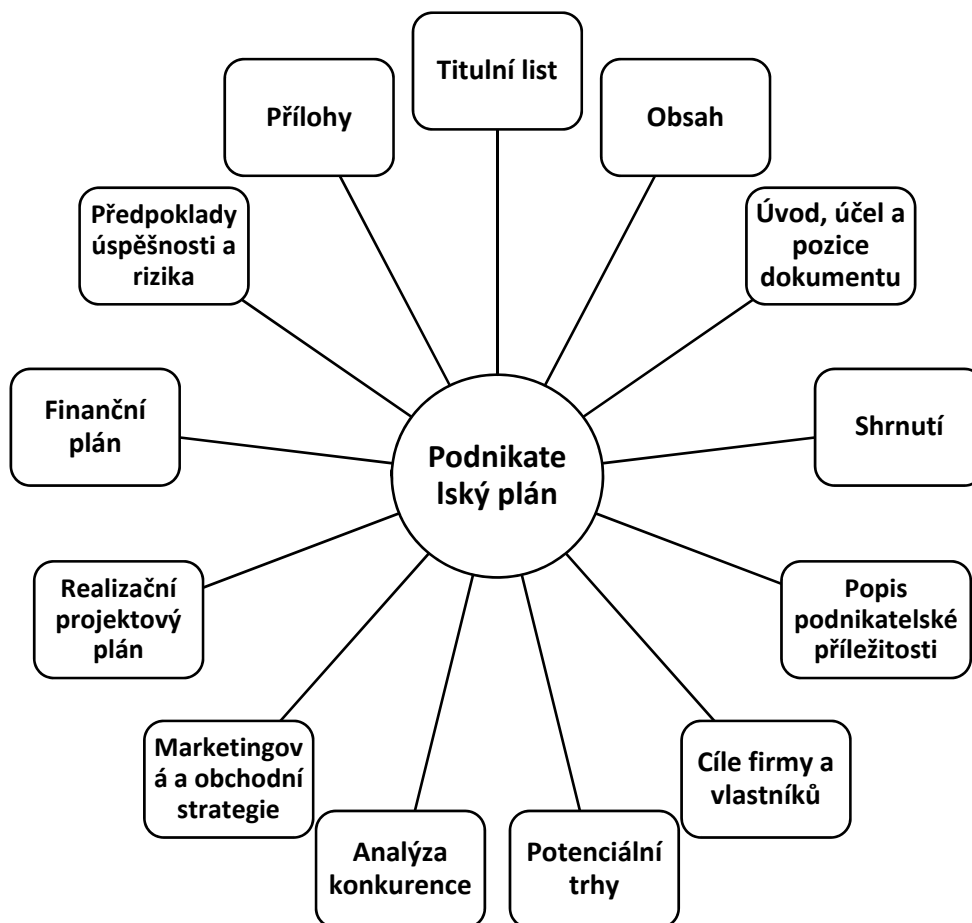 Titulní list
Obsah
Úvod, účel a
pozice
dokumentu
Shrnutí
Popis
podnikatelské
příležitosti
Cíle firmy a
vlastníků
Potenciální
trhy
Analýza
konkurence
Marketingov
á a obchodní
strategie
Realizační
projektový
plán
Finanční
plán
Předpoklady
úspěšnosti a
rizika
Přílohy
Podnikate
lský plán